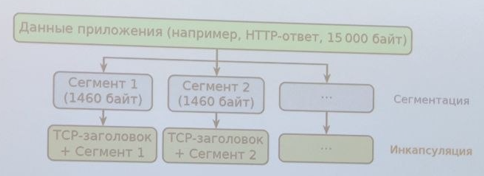 Данные приложения (например, HTTP-ответ, 15 000 байт)
Сегмент 1
(1460 байт)
Сегмент 2
(1460 байт)
...
Сегментация
TCP-заголовок
+ Сегмент 1
TCP-заголовок
+ Сегмент 2
...
Инкапсуляция